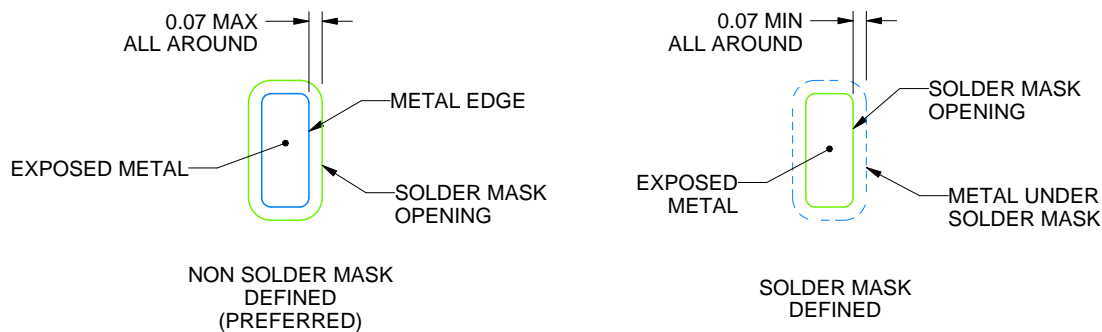 0.07 MAX
ALL AROUND
METAL EDGE
EXPOSED METAL
SOLDER MASK
OPENING
NON SOLDER MASK
DEFINED
(PREFERRED)
0.07 MIN
ALL AROUND
SOLDER MASK
OPENING
EXPOSED
METAL
METAL UNDER
SOLDER MASK
SOLDER MASK
DEFINED